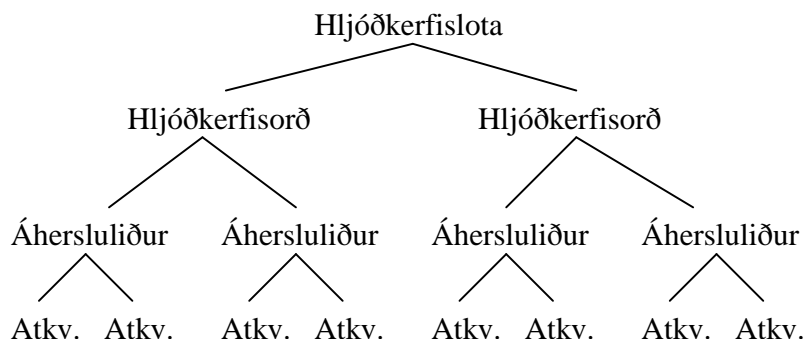 Hljóðkerfislota
Hljóðkerfisorð Hljóðkerfisorð
Áhersluliður Áhersluliður Áhersluliður Áhersluliður
Atkv. Atkv. Atkv. Atkv. Atkv. Atkv. Atkv. Atkv.